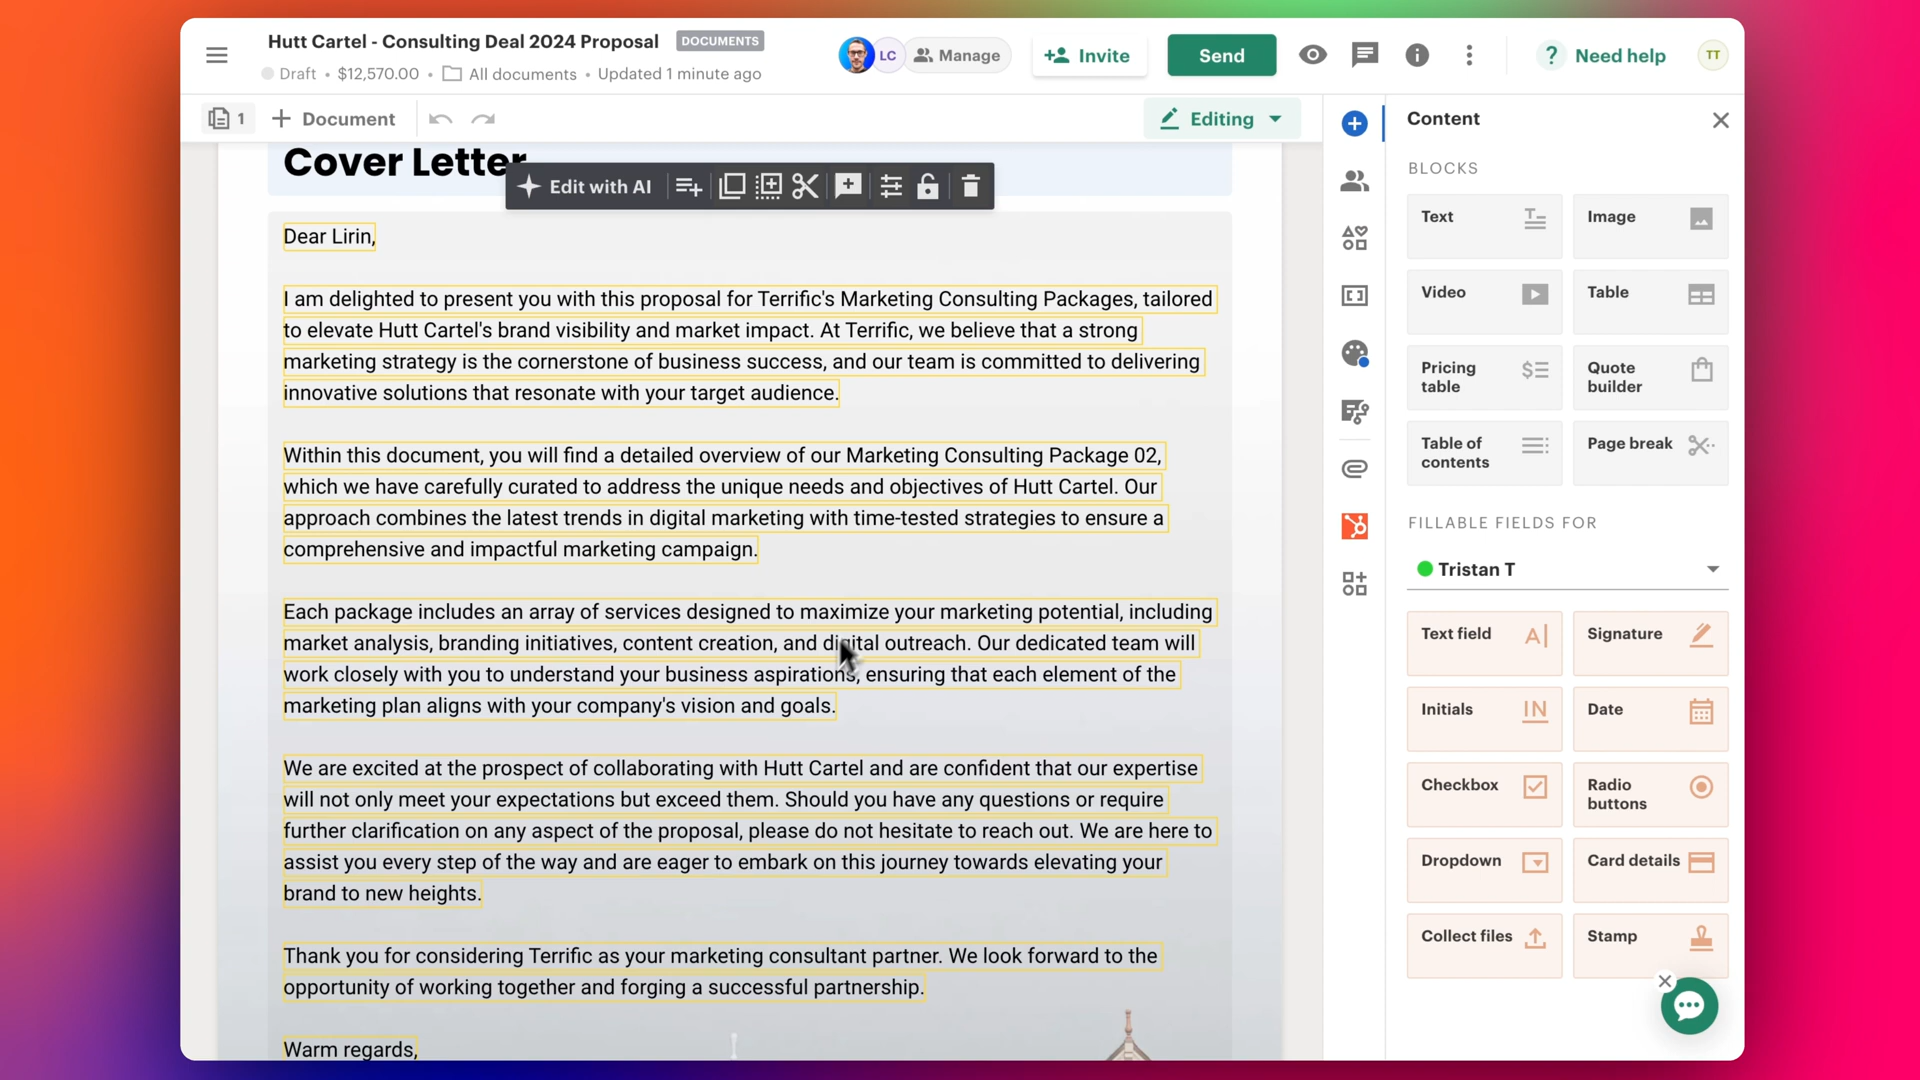 Hutt Cartel - Consulting Deal 2024 Proposal DOCUMENTS
Draft • $12,570.00 • All documents • Updated 1 minute ago
LC Manage
Invite
Send
? Need help
TT
1 + Document
Editing
Cover Letter
Edit with AI
Dear Lirin,
I am delighted to present you with this proposal for Terrific's Marketing Consulting Packages, tailored
to elevate Hutt Cartel's brand visibility and market impact. At Terrific, we believe that a strong
marketing strategy is the cornerstone of business success, and our team is committed to delivering
innovative solutions that resonate with your target audience.
Within this document, you will find a detailed overview of our Marketing Consulting Package 02,
which we have carefully curated to address the unique needs and objectives of Hutt Cartel. Our
approach combines the latest trends in digital marketing with time-tested strategies to ensure a
comprehensive and impactful marketing campaign.
Each package includes an array of services designed to maximize your marketing potential, including
market analysis, branding initiatives, content creation, and digital outreach. Our dedicated team will
work closely with you to understand your business aspirations, ensuring that each element of the
marketing plan aligns with your company's vision and goals.
We are excited at the prospect of collaborating with Hutt Cartel and are confident that our expertise
will not only meet your expectations but exceed them. Should you have any questions or require
further clarification on any aspect of the proposal, please do not hesitate to reach out. We are here to
assist you every step of the way and are eager to embark on this journey towards elevating your
brand to new heights.
Thank you for considering Terrific as your marketing consultant partner. We look forward to the
opportunity of working together and forging a successful partnership.
Warm regards,
Content
BLOCKS
Text
Image
Video
Table
Pricing
table
Quote
builder
Table of
contents
Page break
FILLABLE FIELDS FOR
Tristan T
Text field
Signature
Initials IN
Date
Checkbox
Radio
buttons
Dropdown
Card details
Collect files
Stamp